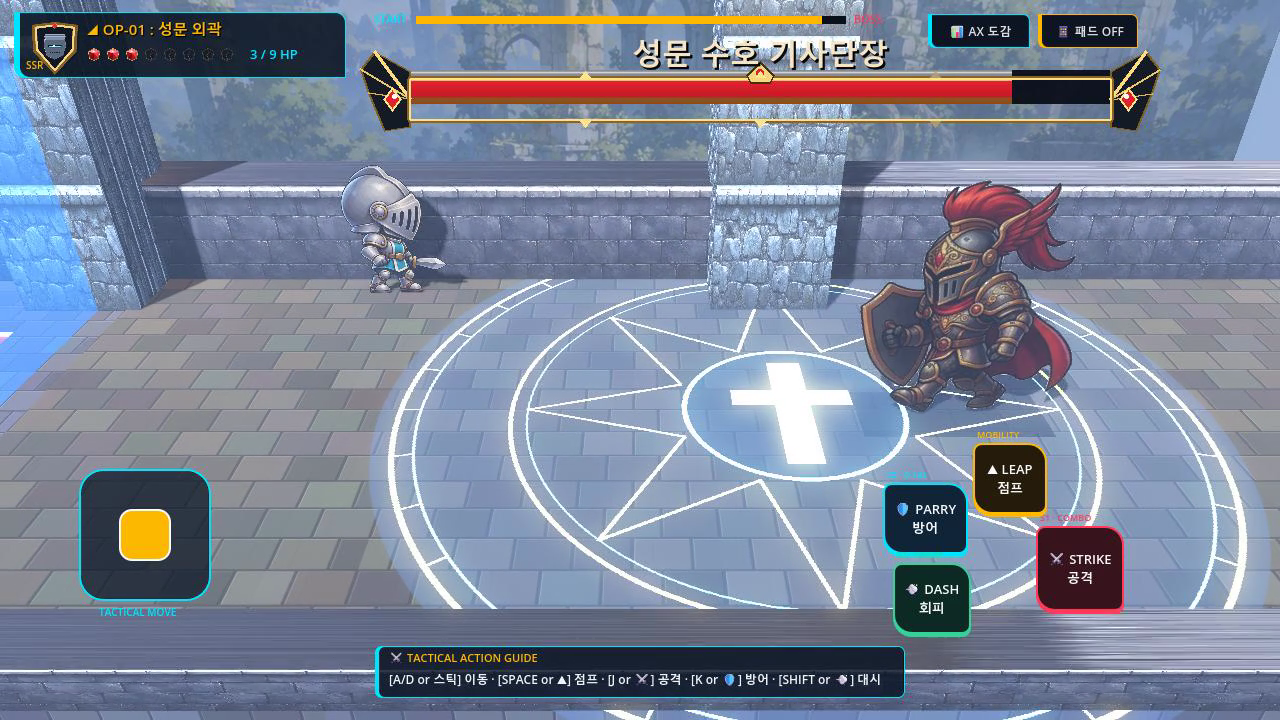 OP-01 : 성문 외곽
SSR
3 / 9 HP
START
BOSS
성문 수호 기사단장
AX 도감
패드 OFF
MOBILITY
▲ LEAP
점프
PARRY
방어
ST · COMBO
STRIKE
공격
DASH
회피
TACTICAL MOVE
TACTICAL ACTION GUIDE
[A/D or 스틱] 이동 · [SPACE or ▲] 점프 · [J or ⚔] 공격 · [K or 🛡] 방어 · [SHIFT or 💨] 대시